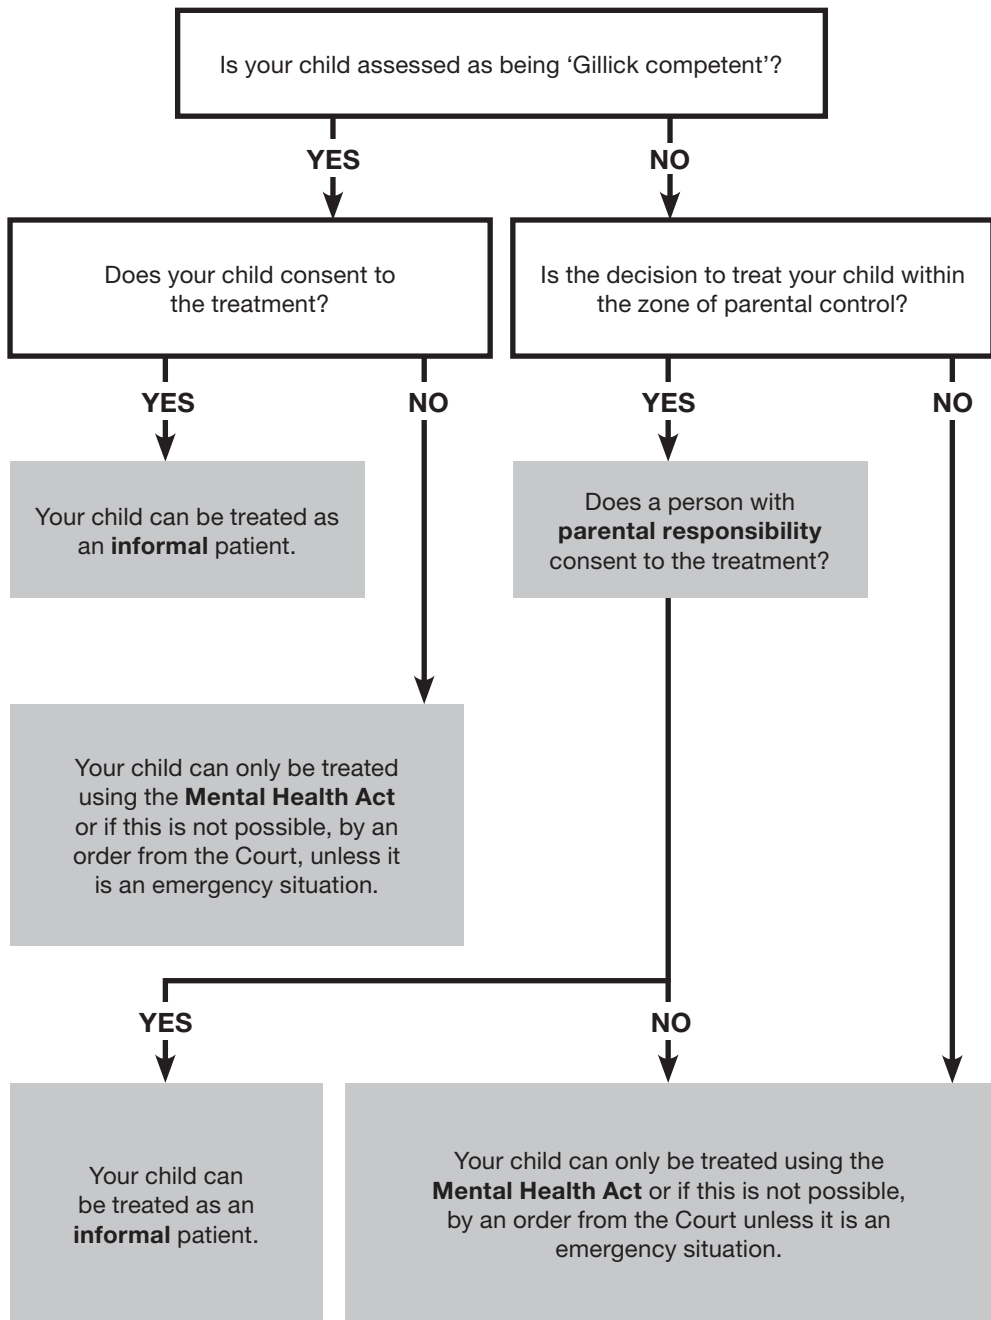 Is your child assessed as being ‘Gillick competent’?
YES
NO
Does your child consent to
the treatment?
Is the decision to treat your child within
the zone of parental control?
YES
NO
YES
NO
Your child can be treated as
an informal patient.
Does a person with
parental responsibility
consent to the treatment?
Your child can only be treated
using the Mental Health Act
or if this is not possible, by an
order from the Court, unless it
is an emergency situation.
YES
NO
Your child can
be treated as an
informal patient.
Your child can only be treated using the
Mental Health Act or if this is not possible,
by an order from the Court unless it is an
emergency situation.